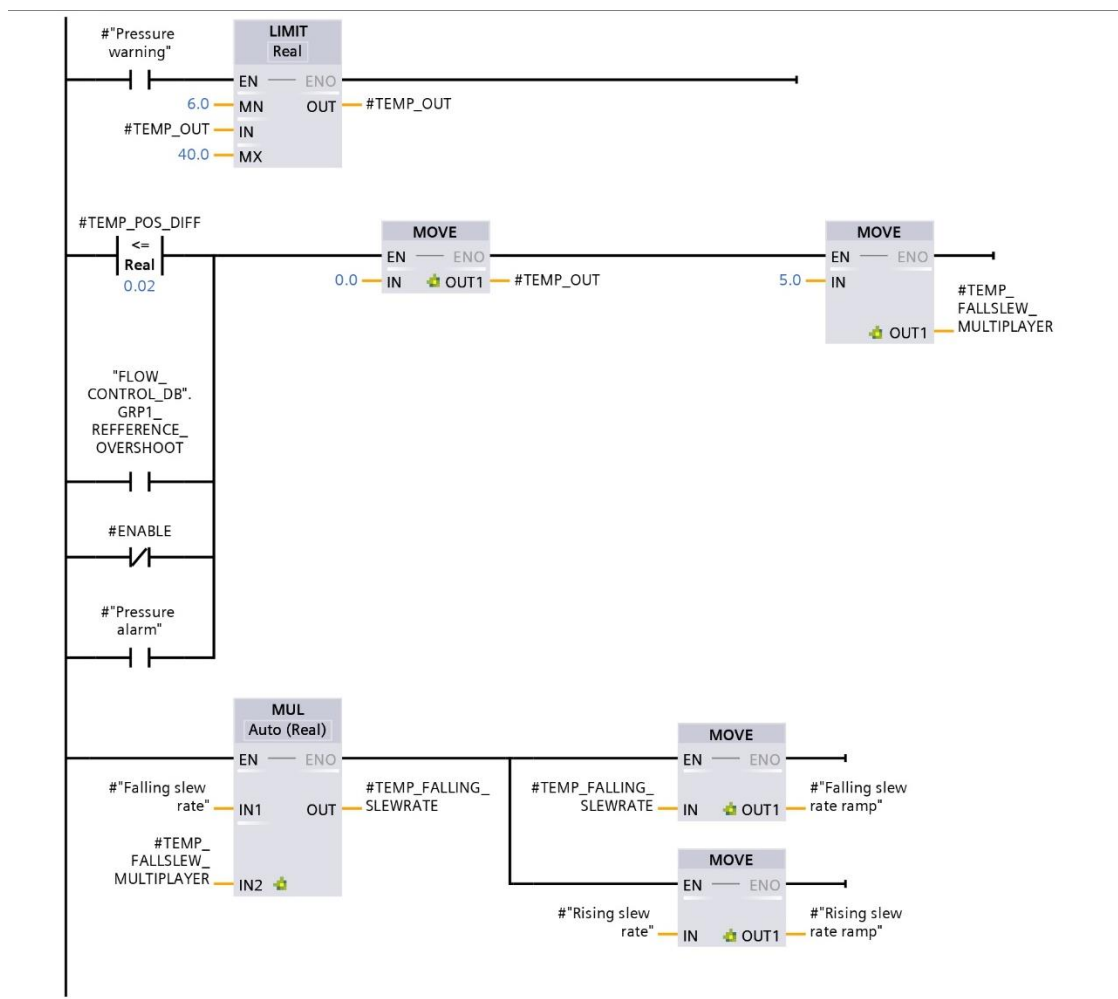 #"Pressure
warning"
LIMIT
Real
EN
ENO
6.0
MN
OUT
#TEMP_OUT
#TEMP_OUT
IN
40.0
MX
#TEMP_POS_DIFF
<=
Real
0.02
MOVE
EN
ENO
0.0
IN
OUT1
#TEMP_OUT
MOVE
EN
ENO
5.0
IN
OUT1
#TEMP_
FALLSLEW_
MULTIPLAYER
"FLOW_
CONTROL_DB".
GRP1_
REFFERENCE_
OVERSHOOT
#ENABLE
#"Pressure
alarm"
MUL
Auto (Real)
EN
ENO
#"Falling slew
rate"
IN1
OUT
#TEMP_FALLING_
SLEWRATE
#TEMP_
FALLSLEW_
MULTIPLAYER
IN2
MOVE
EN
ENO
#TEMP_FALLING_
SLEWRATE
IN
OUT1
#"Falling slew
rate ramp"
MOVE
EN
ENO
#"Rising slew
rate"
IN
OUT1
#"Rising slew
rate ramp"